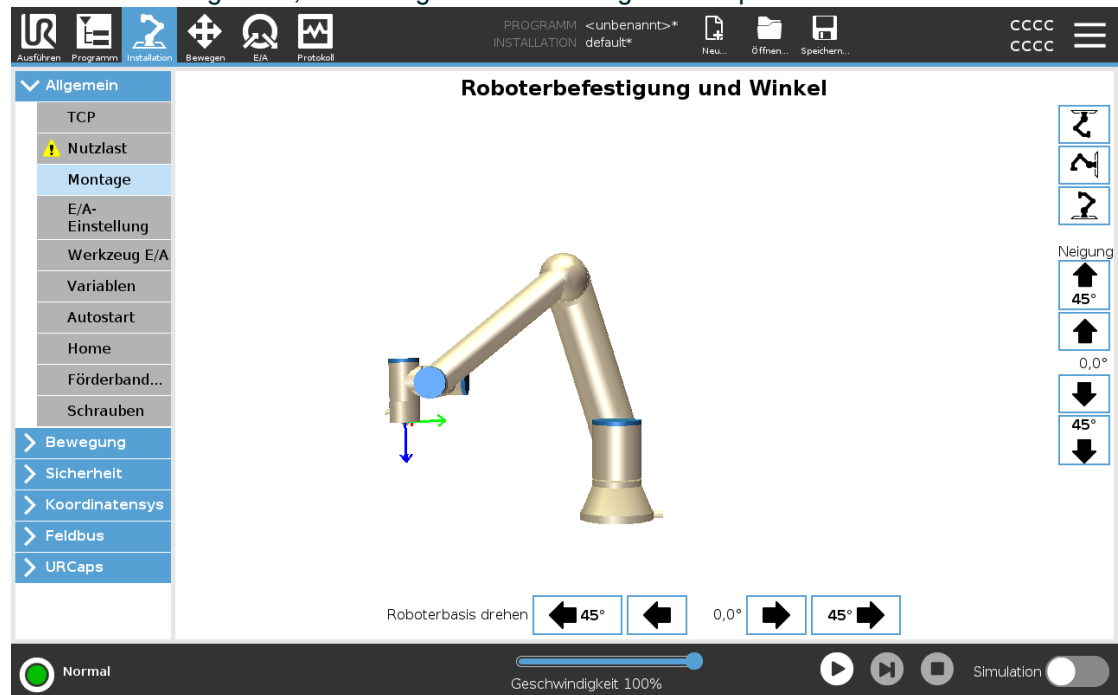 PROGRAMM <unbenannt>*
INSTALLATION default*
Ausführen
Programm
Installation
Bewegen
E/A
Protokoll
Neu...
Öffnen...
Speichern...
CCCC
CCCC
Allgemein
TCP
Nutzlast
Montage
E/A-
Einstellung
Werkzeug E/A
Variablen
Autostart
Home
Förderband...
Schrauben
Bewegung
Sicherheit
Koordinatensys
Feldbus
URCaps
Roboterbefestigung und Winkel
Neigung
45°
0,0°
45°
Roboterbasis drehen 45° 0,0° 45°
Normal
Geschwindigkeit 100%
Simulation